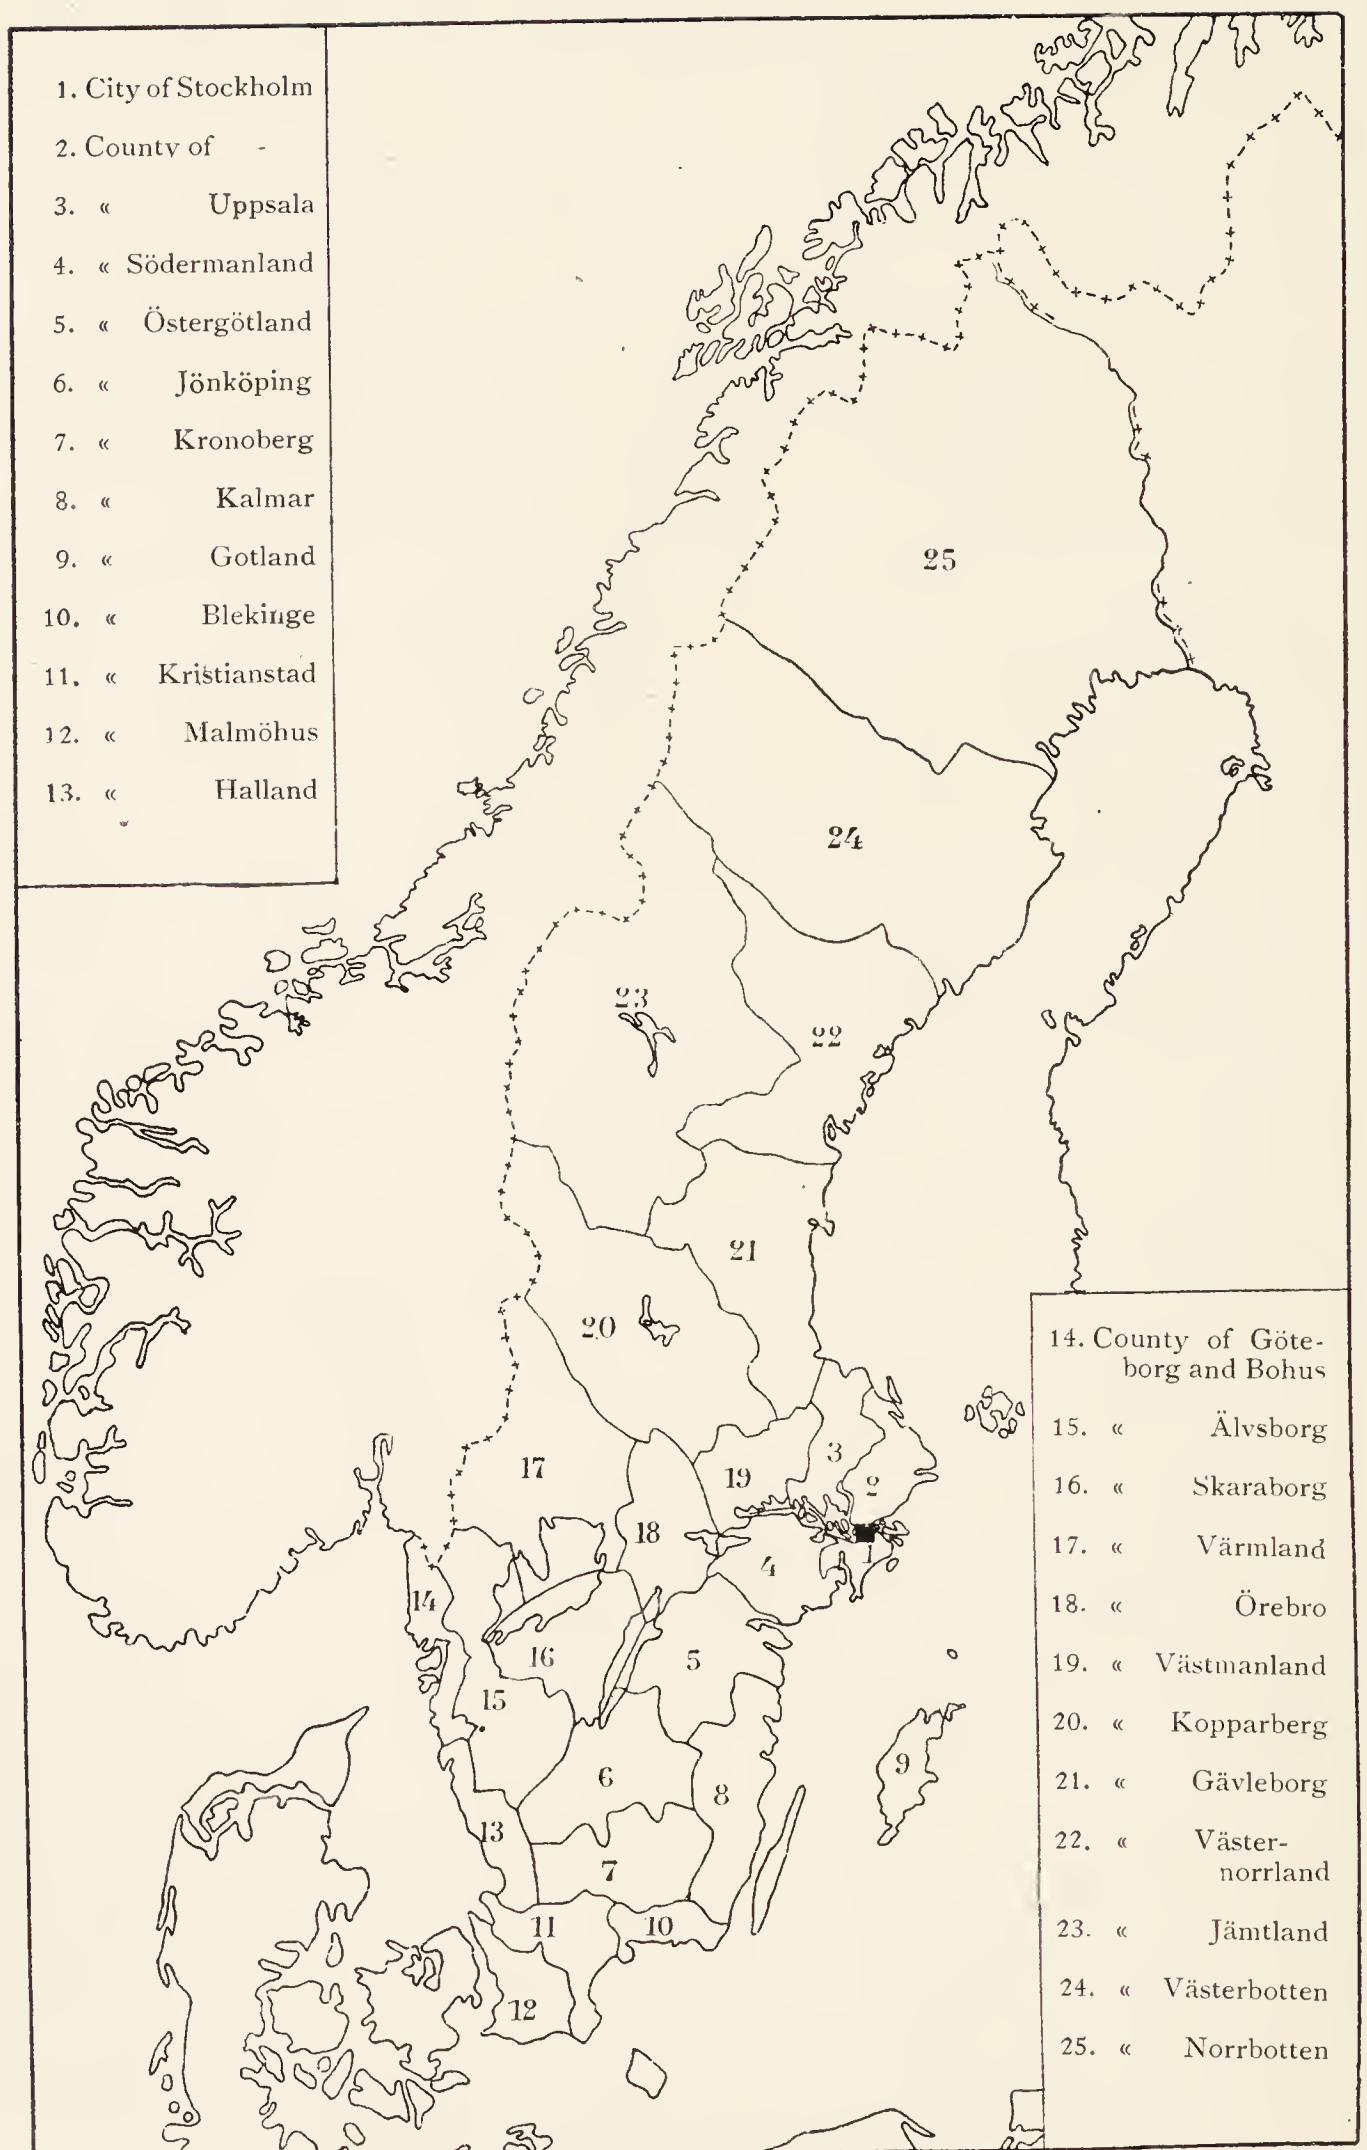 1. City of Stockholm
2. County of -
3. « Uppsala
4. « Södermanland
5. « Östergötland
6. « Jönköping
7. « Kronoberg
8. « Kalmar
9. « Gotland
10. « Blekinge
11. « Kristianstad
12. « Malmöhus
13. « Halland
25
24
23
22
21
20
3
17
19
2
18
1
4
14
16
5
15
9
6
8
13
7
11
10
12
14. County of Göte-
borg and Bohus
15. « Älvsborg
16. « Skaraborg
17. « Värmland
18. « Örebro
19. « Västmanland
20. « Kopparberg
21. « Gävleborg
22. « Väster-
norrland
23. « Jämtland
24. « Västerbotten
25. « Norrbotten